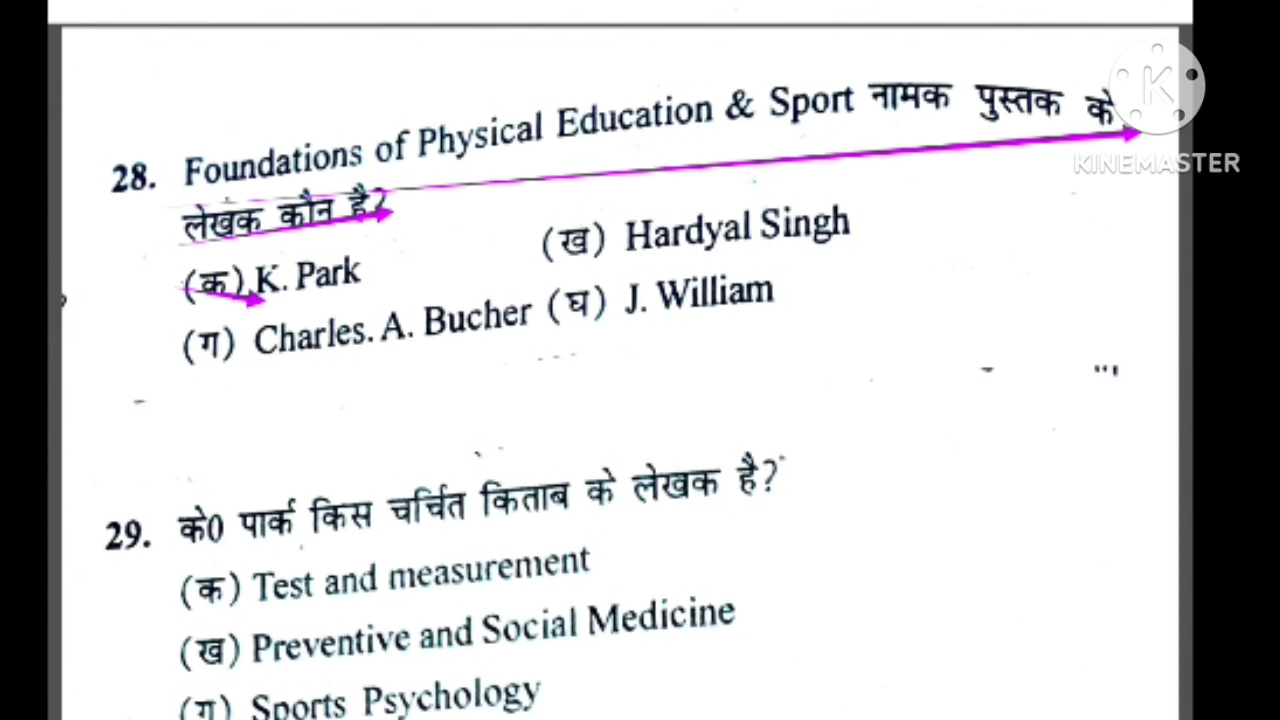 28. Foundations of Physical Education & Sport नामक पुस्तक के
लेखक कौन है?
(क) K. Park (ख) Hardyal Singh
(ग) Charles. A. Bucher (घ) J. William
29. के0 पार्क किस चर्चित किताब के लेखक है?
(क) Test and measurement
(ख) Preventive and Social Medicine
(ग) Sports Psychology
K
KINEMASTER